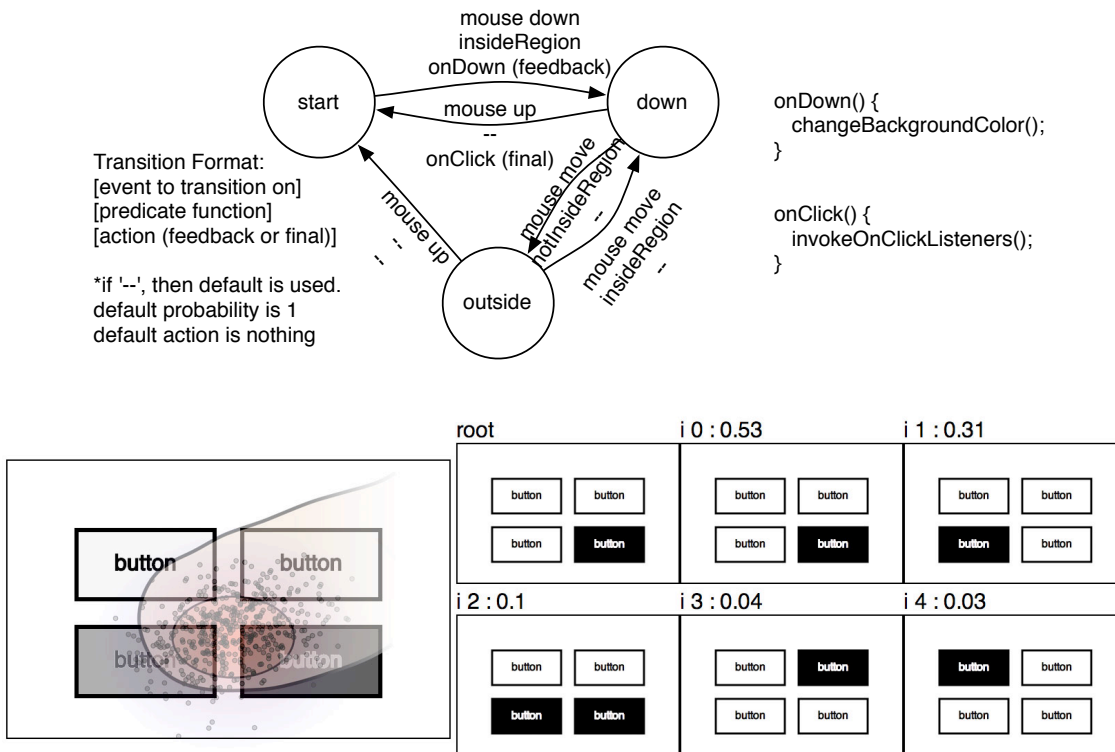 mouse down
insideRegion
onDown (feedback)
start
down
mouse up
--
onClick (final)
onDown() {
changeBackgroundColor();
}
onClick() {
invokeOnClickListeners();
}
Transition Format:
[event to transition on]
[predicate function]
[action (feedback or final)]
*if '--', then default is used.
default probability is 1
default action is nothing
mouse up
--
--
mouse move
notInsideRegion
--
mouse move
insideRegion
--
outside
button
button
button
button
root
button
button
button
button
i 0 : 0.53
button
button
button
button
i 1 : 0.31
button
button
button
button
i 2 : 0.1
button
button
button
button
i 3 : 0.04
button
button
button
button
i 4 : 0.03
button
button
button
button